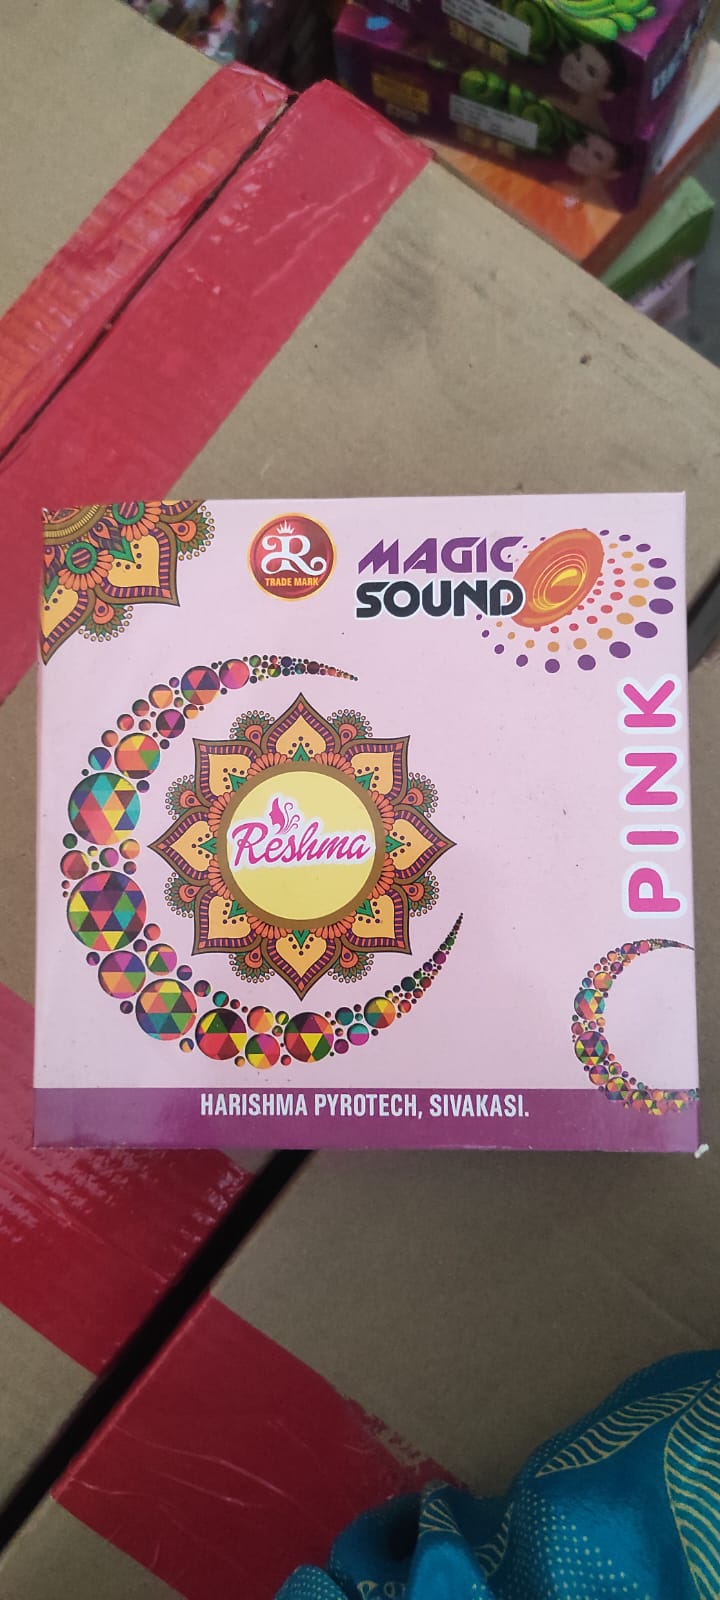 R
TRADE MARK
MAGIC
SOUND
PINK
Reshma
HARISHMA PYROTECH, SIVAKASI.